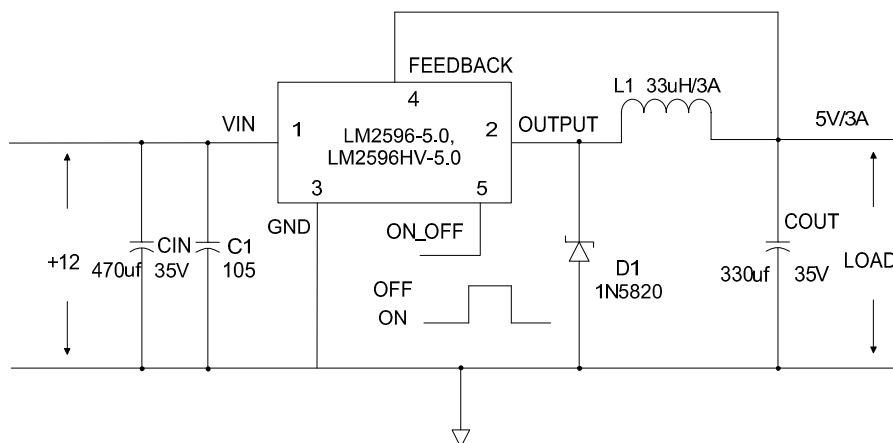 FEEDBACK
4
L1 33uH/3A
VIN
1
LM2596-5.0,
LM2596HV-5.0
2
OUTPUT
5V/3A
3
5
GND
ON_OFF
COUT
+12
470uf
CIN
35V
C1
105
D1
1N5820
330uf
35V
LOAD
OFF
ON